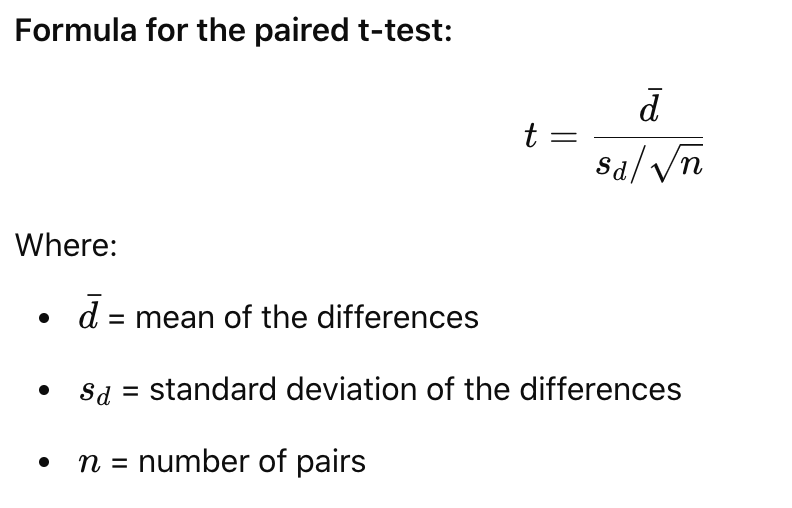 Formula for the paired t-test:
t = d̄ / (s_d/√n)
Where:
• d̄ = mean of the differences
• s_d = standard deviation of the differences
• n = number of pairs